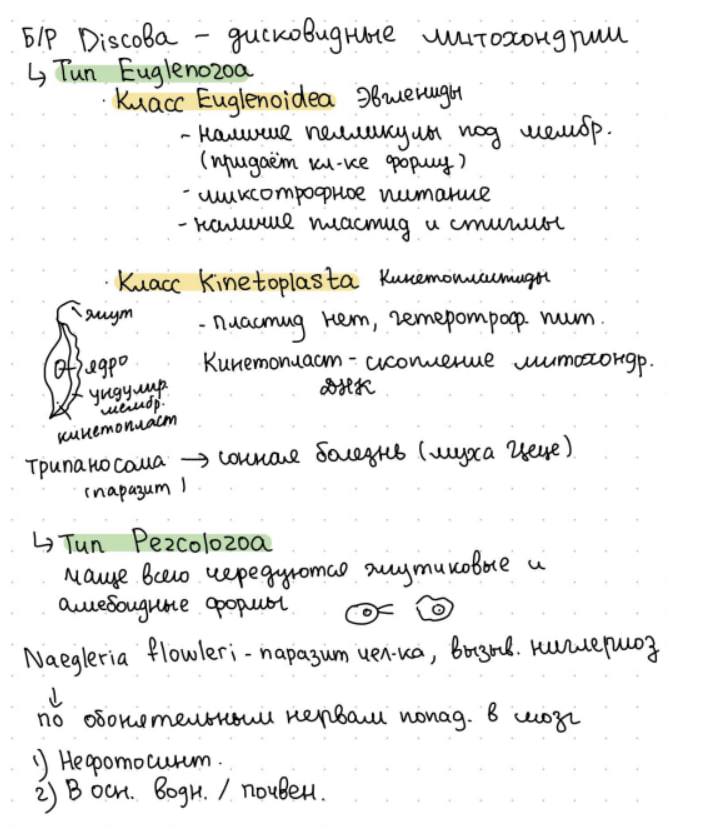 Б/Р Discoba – дисковидные митохондрии
↳ Тип Euglenozoa
· Класс Euglenoidea Эвглениды
- наличие пелликулы под мембр.
(придаёт кл-ке форму)
- миксотрофное питание
- наличие пластид и стигмы
· Класс Kinetoplasta Кинетопластиды
жгут
- пластид нет, гетеротроф. пит.
ядро
Кинетопласт - скопление митохондр.
ДНК
ундулир.
мембр.
кинетопласт
Трипаносома → сонная болезнь (муха Цеце)
(паразит)
↳ Тип Pezcolozoa
Чаще всего чередуются жгутиковые и
амебоидные формы
Naegleria flowleri - паразит чел-ка, вызыв. ниглериоз
↓
по обонятельным нервам попад. в мозг
1) Нефотосинт.
2) В осн. водн. / почвен.